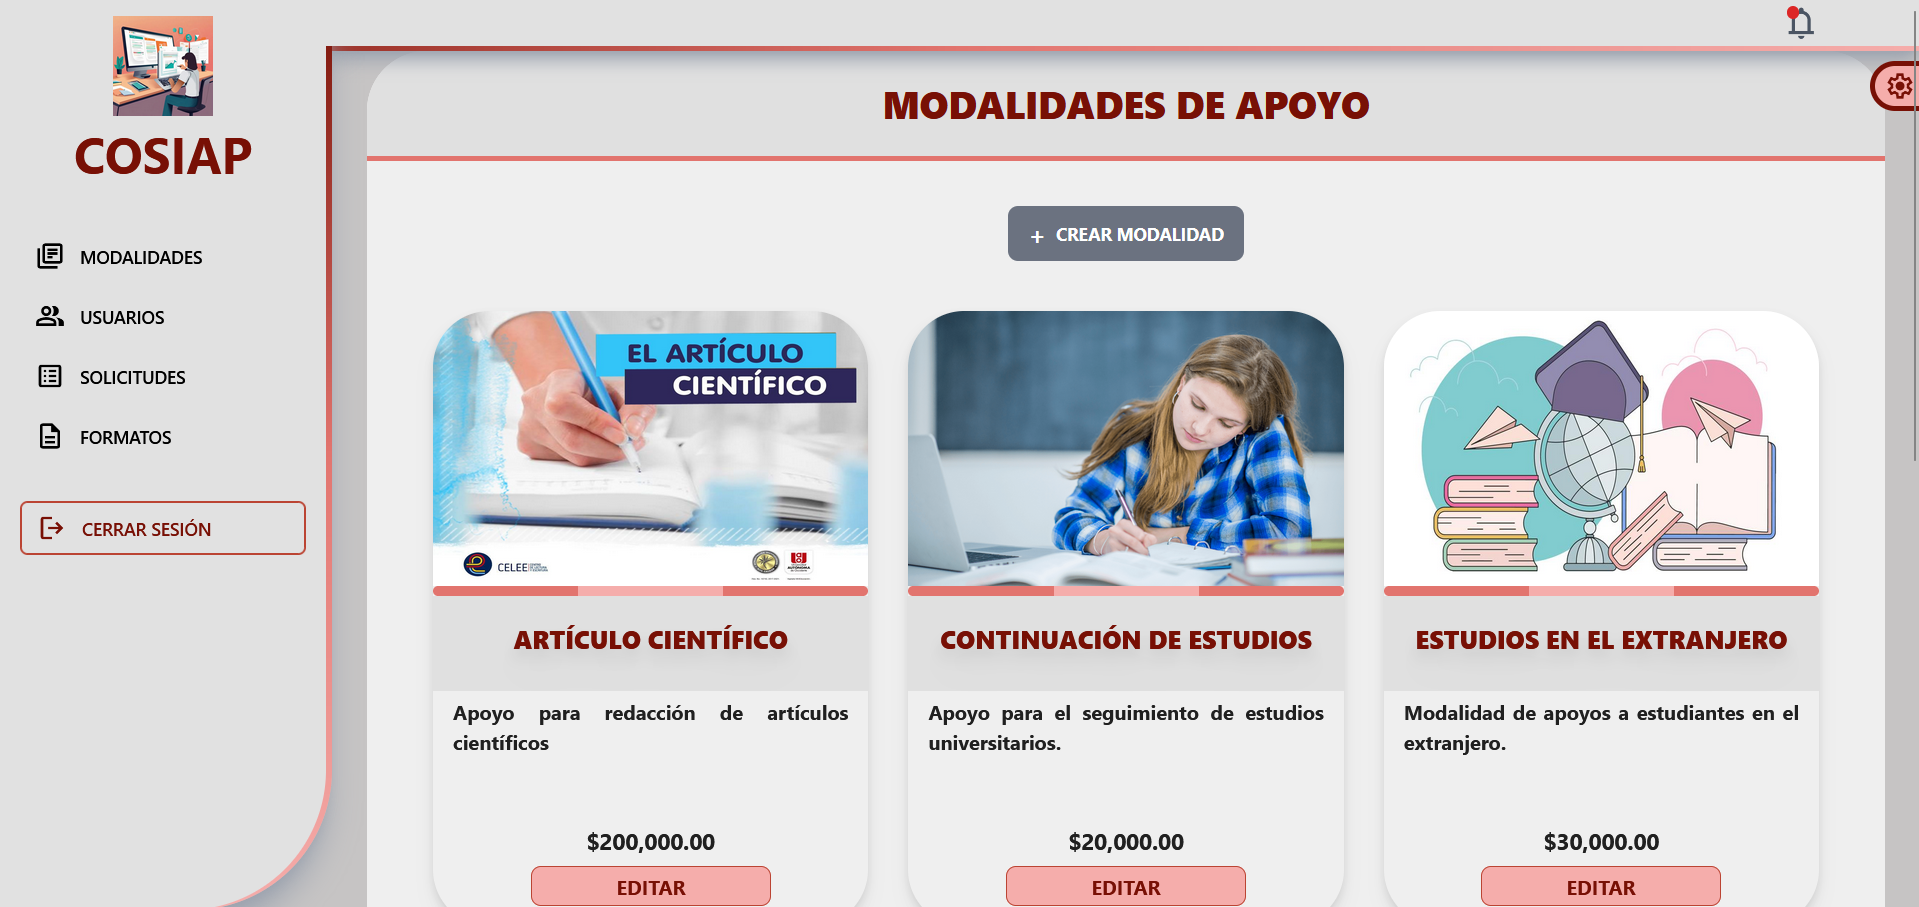 COSIAP
MODALIDADES
USUARIOS
SOLICITUDES
FORMATOS
CERRAR SESIÓN
MODALIDADES DE APOYO
+ CREAR MODALIDAD
EL ARTÍCULO
CIENTÍFICO
CELEE
ARTÍCULO CIENTÍFICO
Apoyo para redacción de artículos
científicos
$200,000.00
EDITAR
CONTINUACIÓN DE ESTUDIOS
Apoyo para el seguimiento de estudios
universitarios.
$20,000.00
EDITAR
ESTUDIOS EN EL EXTRANJERO
Modalidad de apoyos a estudiantes en el
extranjero.
$30,000.00
EDITAR